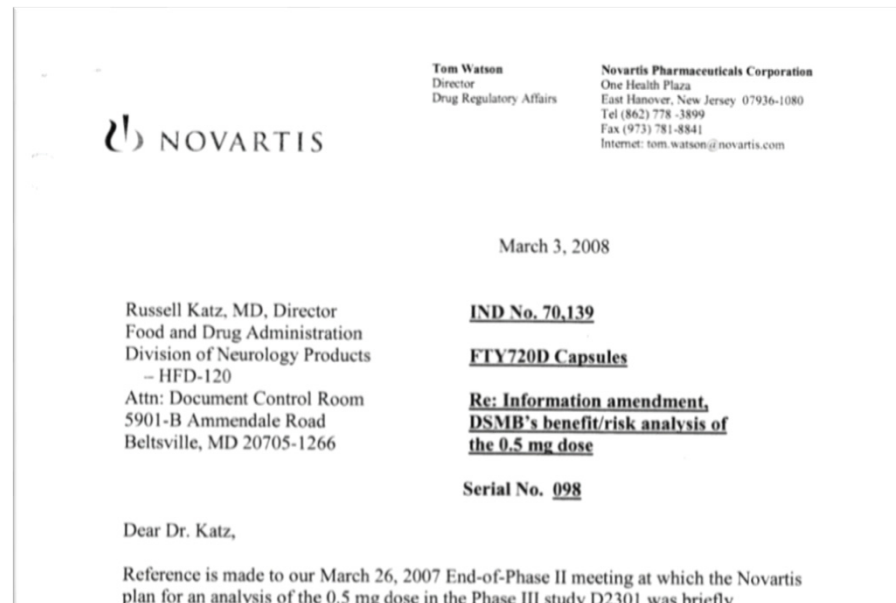 Tom Watson
Director
Drug Regulatory Affairs
Novartis Pharmaceuticals Corporation
One Health Plaza
East Hanover, New Jersey 07936-1080
Tel (862) 778 -3899
Fax (973) 781-8841
Internet: tom.watson@novartis.com
NOVARTIS
March 3, 2008
Russell Katz, MD, Director
Food and Drug Administration
Division of Neurology Products
– HFD-120
Attn: Document Control Room
5901-B Ammendale Road
Beltsville, MD 20705-1266
IND No. 70,139
FTY720D Capsules
Re: Information amendment,
DSMB's benefit/risk analysis of
the 0.5 mg dose
Serial No. 098
Dear Dr. Katz,
Reference is made to our March 26, 2007 End-of-Phase II meeting at which the Novartis
plan for an analysis of the 0.5 mg dose in the Phase III study D2301 was briefly